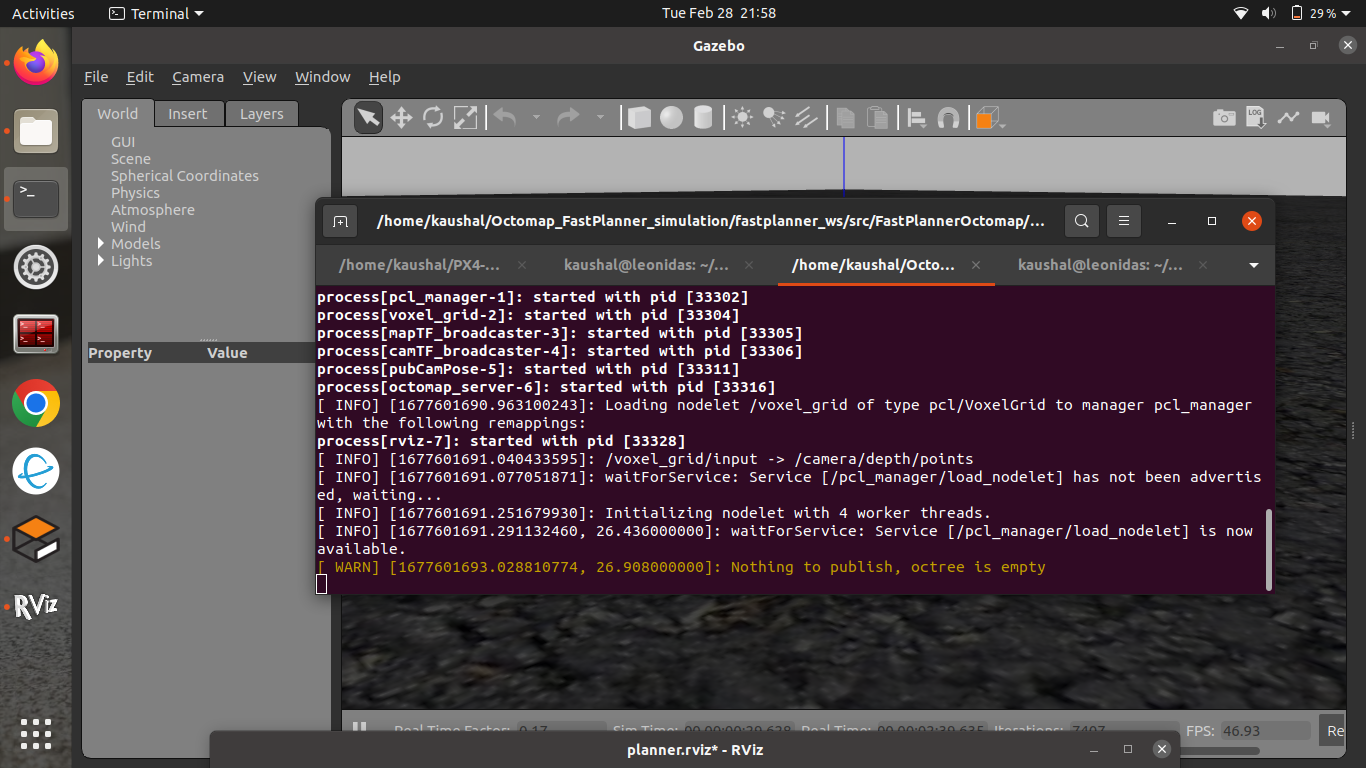 Activities
Terminal
Tue Feb 28 21:58
29 %
Gazebo
File Edit Camera View Window Help
World Insert Layers
GUI
Scene
Spherical Coordinates
Physics
Atmosphere
Wind
Models
Lights
Property Value
LOG
/home/kaushal/Octomap_FastPlanner_simulation/fastplanner_ws/src/FastPlannerOctomap/...
/home/kaushal/PX4-... kaushal@leonidas: ~/... /home/kaushal/Octo... kaushal@leonidas: ~/...
process[pcl_manager-1]: started with pid [33302]
process[voxel_grid-2]: started with pid [33304]
process[mapTF_broadcaster-3]: started with pid [33305]
process[camTF_broadcaster-4]: started with pid [33306]
process[pubCamPose-5]: started with pid [33311]
process[octomap_server-6]: started with pid [33316]
[ INFO] [1677601690.963100243]: Loading nodelet /voxel_grid of type pcl/VoxelGrid to manager pcl_manager
with the following remappings:
process[rviz-7]: started with pid [33328]
[ INFO] [1677601691.040433595]: /voxel_grid/input -> /camera/depth/points
[ INFO] [1677601691.077051871]: waitForService: Service [/pcl_manager/load_nodelet] has not been advertis
ed, waiting...
[ INFO] [1677601691.251679930]: Initializing nodelet with 4 worker threads.
[ INFO] [1677601691.291132460, 26.436000000]: waitForService: Service [/pcl_manager/load_nodelet] is now
available.
[ WARN] [1677601693.028810774, 26.908000000]: Nothing to publish, octree is empty
RViz
Real Time Factor: 0.17 Sim Time: 00 00:00:29.628 Real Time: 00 00:02:39.635 Iterations: 7407 FPS: 46.93 Re
planner.rviz* - RViz